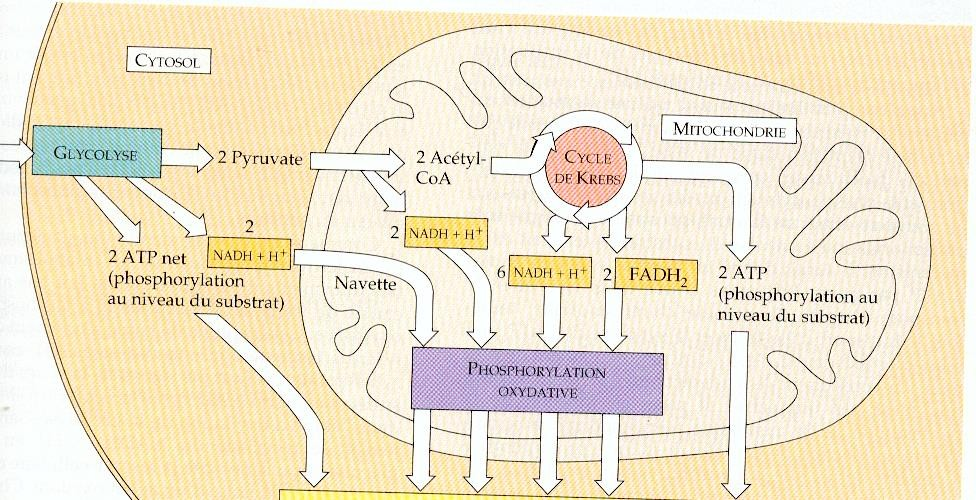 CYTOSOL
MITOCHONDRIE
GLYCOLYSE
2 Pyruvate
2 Acétyl-
CoA
CYCLE
DE KREBS
2
NADH + H⁺
2 NADH + H⁺
6 NADH + H⁺
2 FADH₂
2 ATP net
(phosphorylation
au niveau du substrat)
Navette
2 ATP
(phosphorylation au
niveau du substrat)
PHOSPHORYLATION
OXYDATIVE